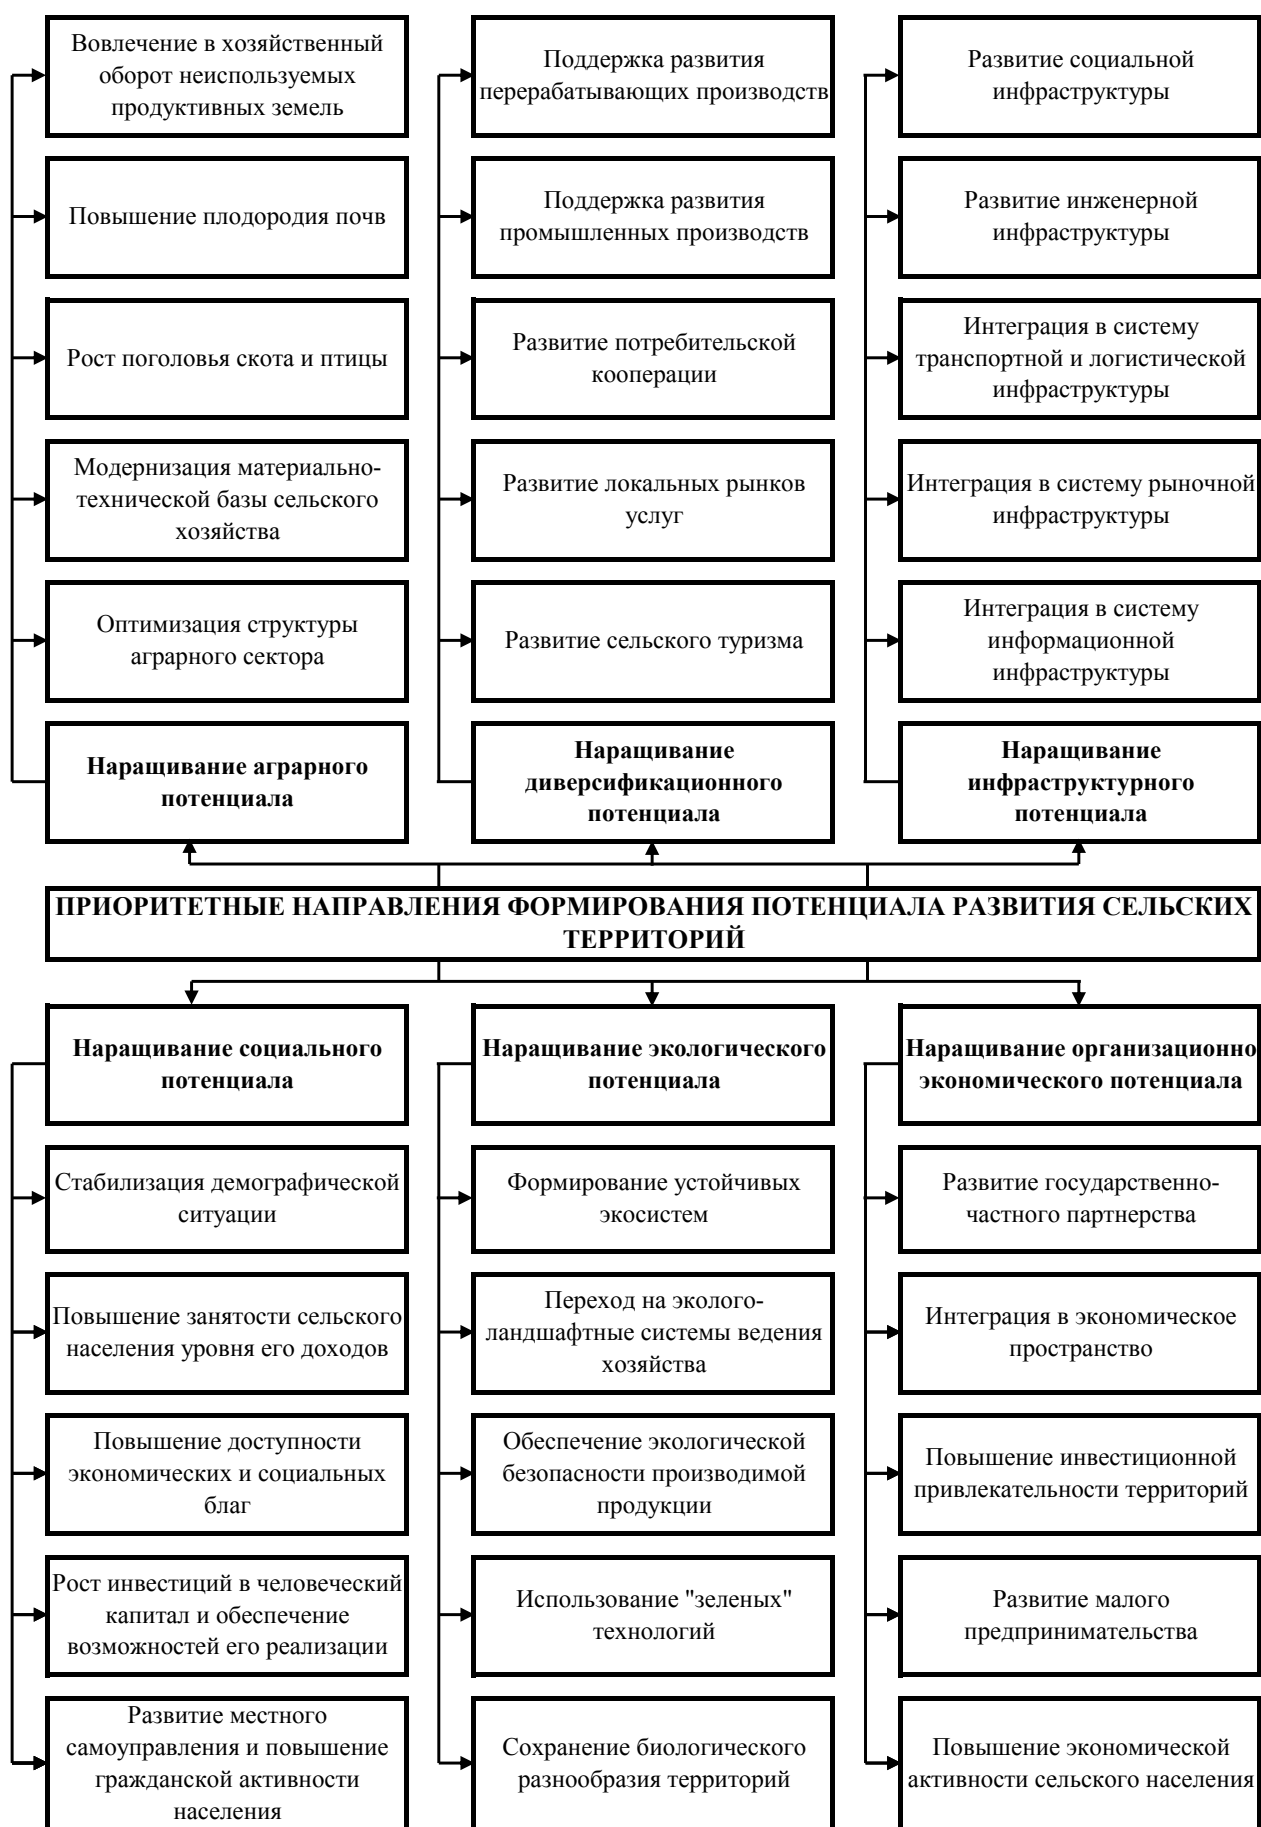 Вовлечение в хозяйственный
оборот неиспользуемых
продуктивных земель
Поддержка развития
перерабатывающих производств
Развитие социальной
инфраструктуры
Повышение плодородия почв
Поддержка развития
промышленных производств
Развитие инженерной
инфраструктуры
Рост поголовья скота и птицы
Развитие потребительской
кооперации
Интеграция в систему
транспортной и логистической
инфраструктуры
Модернизация материально-
технической базы сельского
хозяйства
Развитие локальных рынков
услуг
Интеграция в систему рыночной
инфраструктуры
Оптимизация структуры
аграрного сектора
Развитие сельского туризма
Интеграция в систему
информационной
инфраструктуры
Наращивание аграрного
потенциала
Наращивание
диверсификационного
потенциала
Наращивание
инфраструктурного
потенциала
ПРИОРИТЕТНЫЕ НАПРАВЛЕНИЯ ФОРМИРОВАНИЯ ПОТЕНЦИАЛА РАЗВИТИЯ СЕЛЬСКИХ
ТЕРРИТОРИЙ
Наращивание социального
потенциала
Наращивание экологического
потенциала
Наращивание организационно
экономического потенциала
Стабилизация демографической
ситуации
Формирование устойчивых
экосистем
Развитие государственно-
частного партнерства
Повышение занятости сельского
населения уровня его доходов
Переход на эколого-
ландшафтные системы ведения
хозяйства
Интеграция в экономическое
пространство
Повышение доступности
экономических и социальных
благ
Обеспечение экологической
безопасности производимой
продукции
Повышение инвестиционной
привлекательности территорий
Рост инвестиций в человеческий
капитал и обеспечение
возможностей его реализации
Использование "зеленых"
технологий
Развитие малого
предпринимательства
Развитие местного
самоуправления и повышение
гражданской активности
населения
Сохранение биологического
разнообразия территорий
Повышение экономической
активности сельского населения